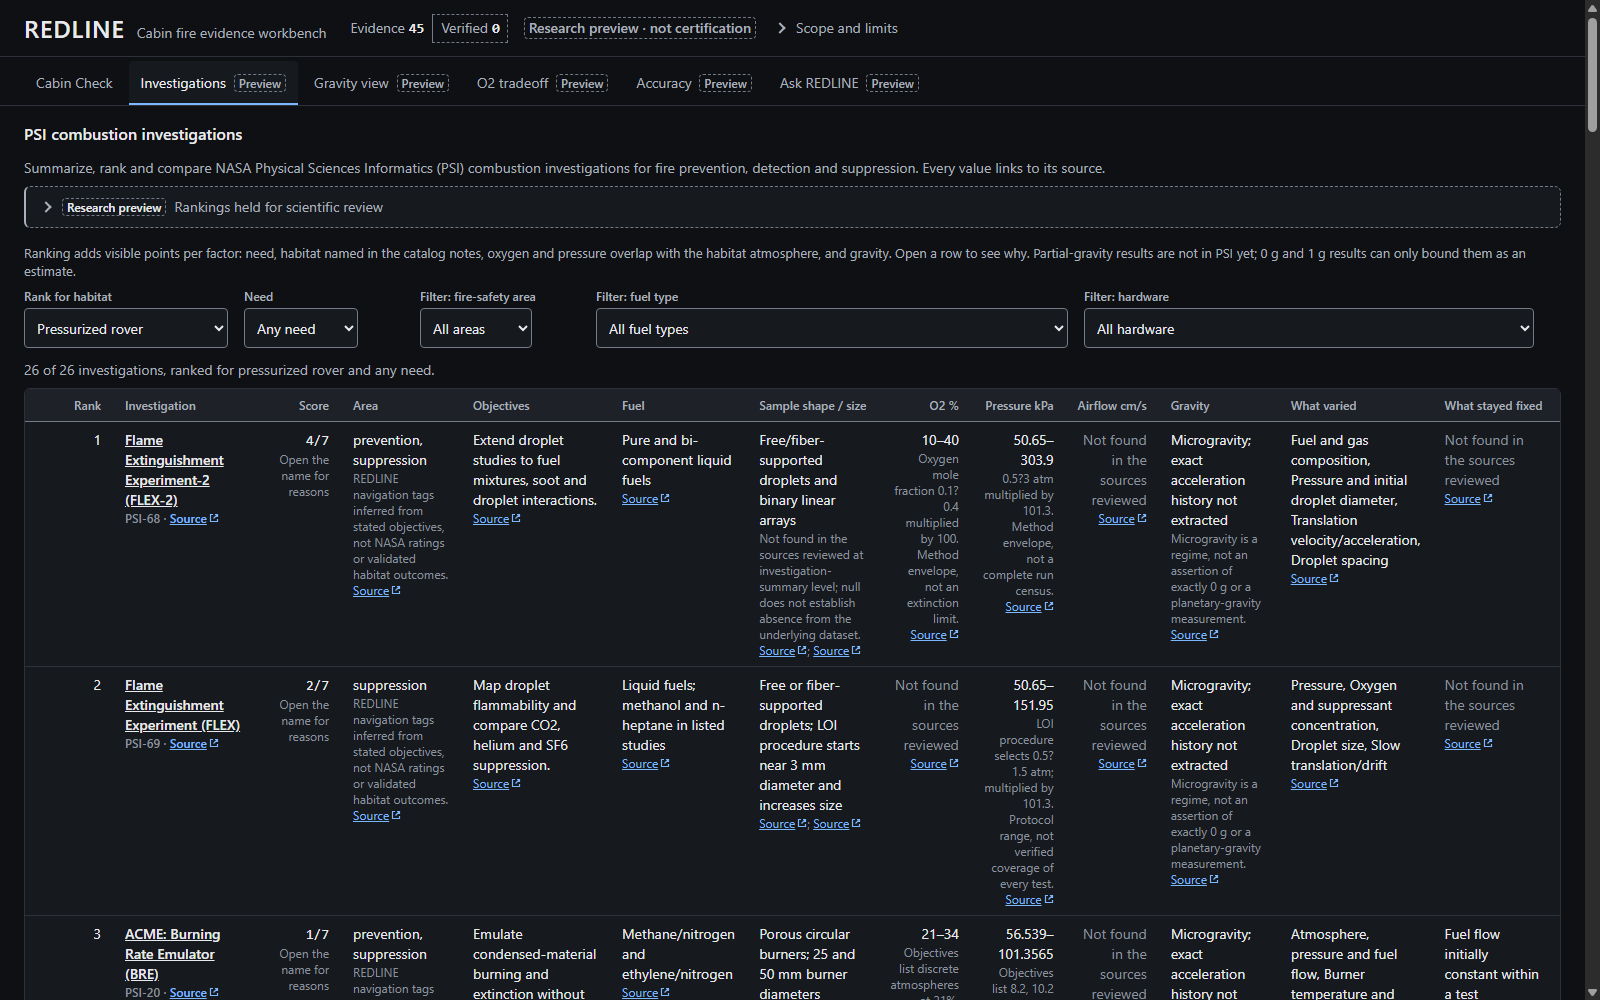 REDLINE Cabin fire evidence workbench Evidence 45 Verified 0 Research preview · not certification Scope and limits
Cabin Check Investigations Preview Gravity view Preview O2 tradeoff Preview Accuracy Preview Ask REDLINE Preview
PSI combustion investigations
Summarize, rank and compare NASA Physical Sciences Informatics (PSI) combustion investigations for fire prevention, detection and suppression. Every value links to its source.
Research preview Rankings held for scientific review
Ranking adds visible points per factor: need, habitat named in the catalog notes, oxygen and pressure overlap with the habitat atmosphere, and gravity. Open a row to see why. Partial-gravity results are not in PSI yet; 0 g and 1 g results can only bound them as an
estimate.
Rank for habitat Need Filter: fire-safety area Filter: fuel type Filter: hardware
Pressurized rover Any need All areas All fuel types All hardware
26 of 26 investigations, ranked for pressurized rover and any need.
Rank Investigation Score Area Objectives Fuel Sample shape / size O2 % Pressure kPa Airflow cm/s Gravity What varied What stayed fixed
1
Flame
Extinguishment
Experiment-2
(FLEX-2)
PSI-68 · Source
4/7
Open the
name for
reasons
prevention,
suppression
REDLINE
navigation tags
inferred from
stated objectives,
not NASA ratings
or validated
habitat outcomes.
Source
Extend droplet
studies to fuel
mixtures, soot and
droplet interactions.
Source
Pure and bi-
component liquid
fuels
Source
Free/fiber-
supported
droplets and
binary linear
arrays
Not found in the
sources reviewed at
investigation-
summary level; null
does not establish
absence from the
underlying dataset.
Source; Source
10–40
Oxygen
mole
fraction 0.1?
0.4
multiplied
by 100.
Method
envelope,
not an
extinction
limit.
Source
50.65–
303.9
0.5?3 atm
multiplied by
101.3.
Method
envelope,
not a
complete run
census.
Source
Not found
in the
sources
reviewed
Source
Microgravity;
exact
acceleration
history not
extracted
Microgravity is a
regime, not an
assertion of
exactly 0 g or a
planetary-gravity
measurement.
Source
Fuel and gas
composition,
Pressure and initial
droplet diameter,
Translation
velocity/acceleration,
Droplet spacing
Source
Not found in
the sources
reviewed
Source
2
Flame
Extinguishment
Experiment (FLEX)
PSI-69 · Source
2/7
Open the
name for
reasons
suppression
REDLINE
navigation tags
inferred from
stated objectives,
not NASA ratings
or validated
habitat outcomes.
Source
Map droplet
flammability and
compare CO2,
helium and SF6
suppression.
Source
Liquid fuels;
methanol and n-
heptane in listed
studies
Source
Free or fiber-
supported
droplets; LOI
procedure starts
near 3 mm
diameter and
increases size
Source; Source
Not found
in the
sources
reviewed
Source
50.65–
151.95
LOI
procedure
selects 0.5?
1.5 atm;
multiplied by
101.3.
Protocol
range, not
verified
coverage of
every test.
Source
Not found
in the
sources
reviewed
Source
Microgravity;
exact
acceleration
history not
extracted
Microgravity is a
regime, not an
assertion of
exactly 0 g or a
planetary-gravity
measurement.
Source
Pressure, Oxygen
and suppressant
concentration,
Droplet size, Slow
translation/drift
Source
Not found in
the sources
reviewed
Source
3
ACME: Burning
Rate Emulator
(BRE)
PSI-20 · Source
1/7
Open the
name for
reasons
prevention,
suppression
REDLINE
navigation tags
Emulate
condensed-material
burning and
extinction without
Methane/nitrogen
and
ethylene/nitrogen
Source
Porous circular
burners; 25 and
50 mm burner
diameters
21–34
Objectives
list discrete
atmospheres
at 21%
56.539–
101.3565
Objectives
list 8.2, 10.2
Not found
in the
sources
reviewed
Microgravity;
exact
acceleration
history not
Atmosphere,
pressure and fuel
flow, Burner
temperature and
Fuel flow
initially
constant within
a test